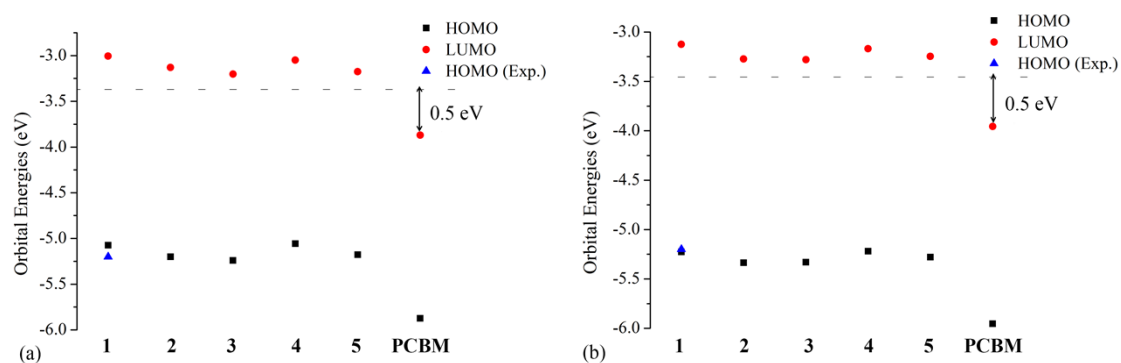 HOMO
LUMO
HOMO (Exp.)
-3.0
-3.5
-4.0
-4.5
-5.0
-5.5
-6.0
Orbital Energies (eV)
0.5 eV
1 2 3 4 5 PCBM
(a)
HOMO
LUMO
HOMO (Exp.)
-3.0
-3.5
-4.0
-4.5
-5.0
-5.5
-6.0
Orbital Energies (eV)
0.5 eV
1 2 3 4 5 PCBM
(b)